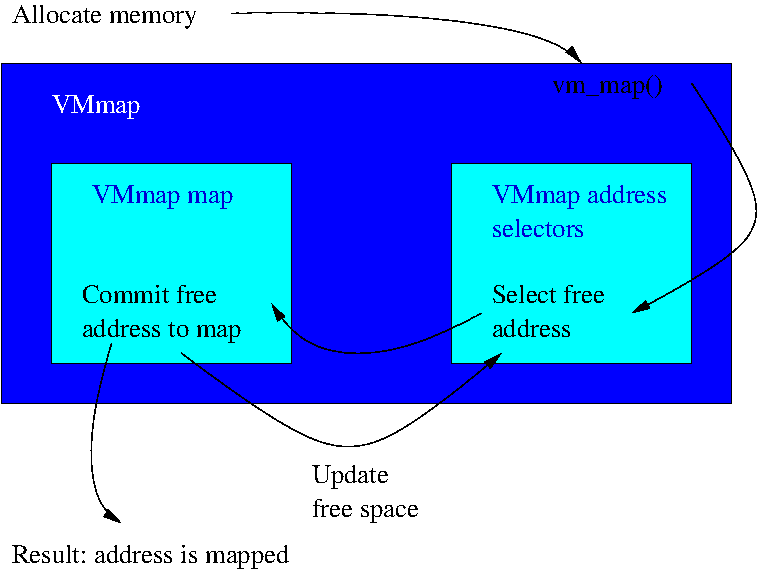 Allocate memory
vm_map()
VMmap
VMmap map
VMmap address
selectors
Commit free
address to map
Select free
address
Update
free space
Result: address is mapped